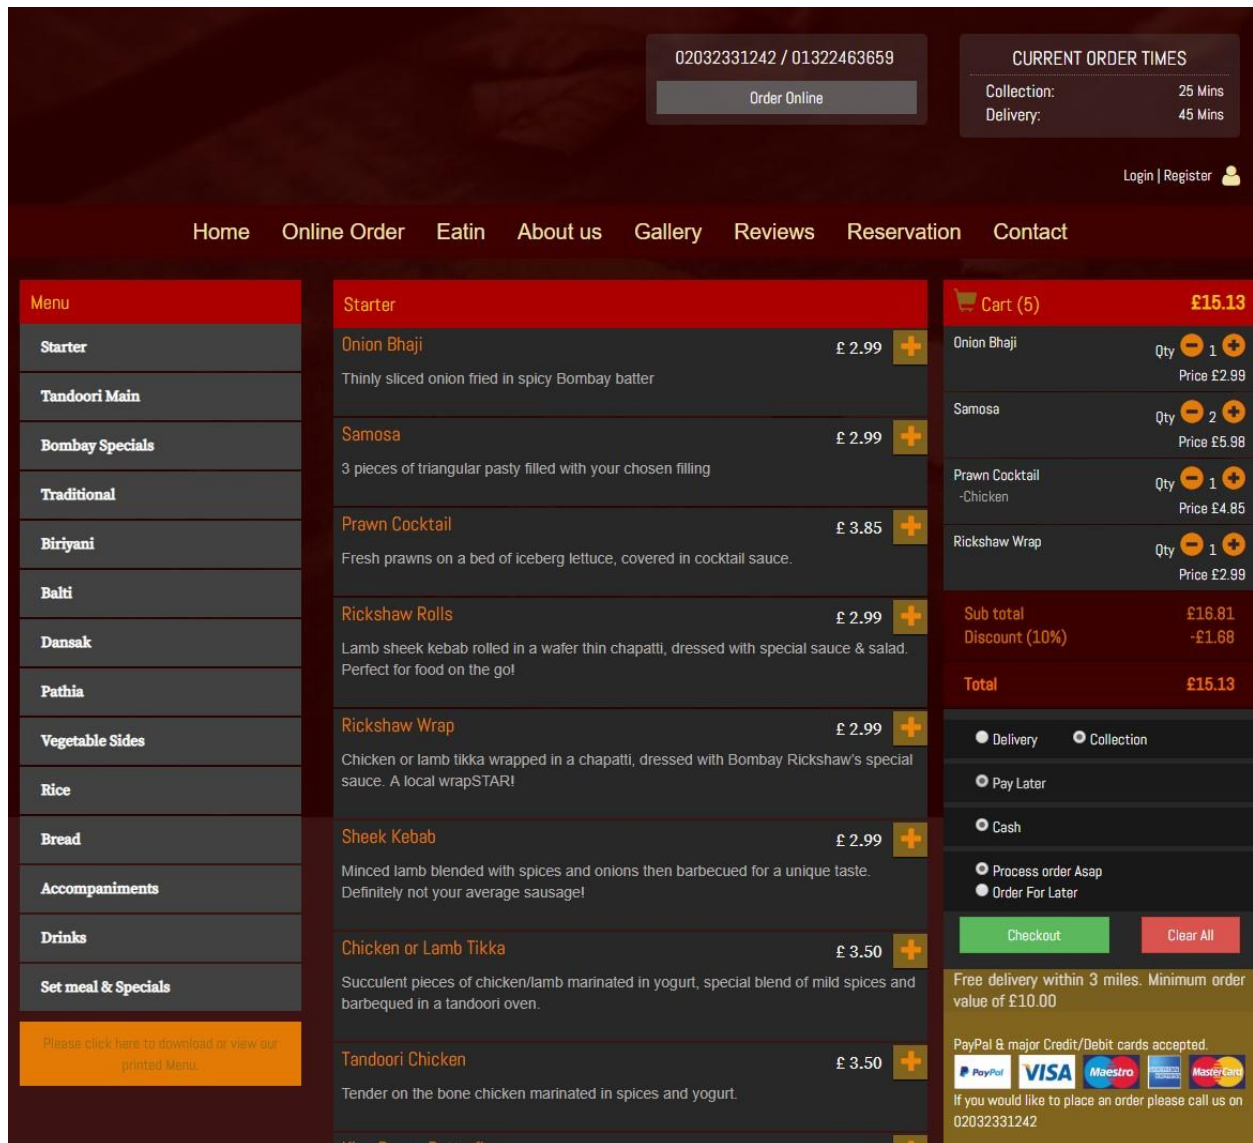 02032331242 / 01322463659
Order Online
CURRENT ORDER TIMES
Collection: 25 Mins
Delivery: 45 Mins
Login | Register
Home Online Order Eatin About us Gallery Reviews Reservation Contact
Menu
Starter
Tandoori Main
Bombay Specials
Traditional
Biriyani
Balti
Dansak
Pathia
Vegetable Sides
Rice
Bread
Accompaniments
Drinks
Set meal & Specials
Please click here to download or view our
printed Menu.
Starter
Onion Bhaji £ 2.99
Thinly sliced onion fried in spicy Bombay batter
Samosa £ 2.99
3 pieces of triangular pasty filled with your chosen filling
Prawn Cocktail £ 3.85
Fresh prawns on a bed of iceberg lettuce, covered in cocktail sauce.
Rickshaw Rolls £ 2.99
Lamb sheek kebab rolled in a wafer thin chapatti, dressed with special sauce & salad.
Perfect for food on the go!
Rickshaw Wrap £ 2.99
Chicken or lamb tikka wrapped in a chapatti, dressed with Bombay Rickshaw's special
sauce. A local wrapSTAR!
Sheek Kebab £ 2.99
Minced lamb blended with spices and onions then barbecued for a unique taste.
Definitely not your average sausage!
Chicken or Lamb Tikka £ 3.50
Succulent pieces of chicken/lamb marinated in yogurt, special blend of mild spices and
barbequed in a tandoori oven.
Tandoori Chicken £ 3.50
Tender on the bone chicken marinated in spices and yogurt.
Cart (5) £15.13
Onion Bhaji Qty 1
Price £2.99
Samosa Qty 2
Price £5.98
Prawn Cocktail Qty 1
-Chicken
Price £4.85
Rickshaw Wrap Qty 1
Price £2.99
Sub total £16.81
Discount (10%) -£1.68
Total £15.13
Delivery Collection
Pay Later
Cash
Process order Asap
Order For Later
Checkout Clear All
Free delivery within 3 miles. Minimum order
value of £10.00
PayPal & major Credit/Debit cards accepted.
PayPal VISA Maestro AMERICAN EXPRESS MasterCard
If you would like to place an order please call us on
02032331242